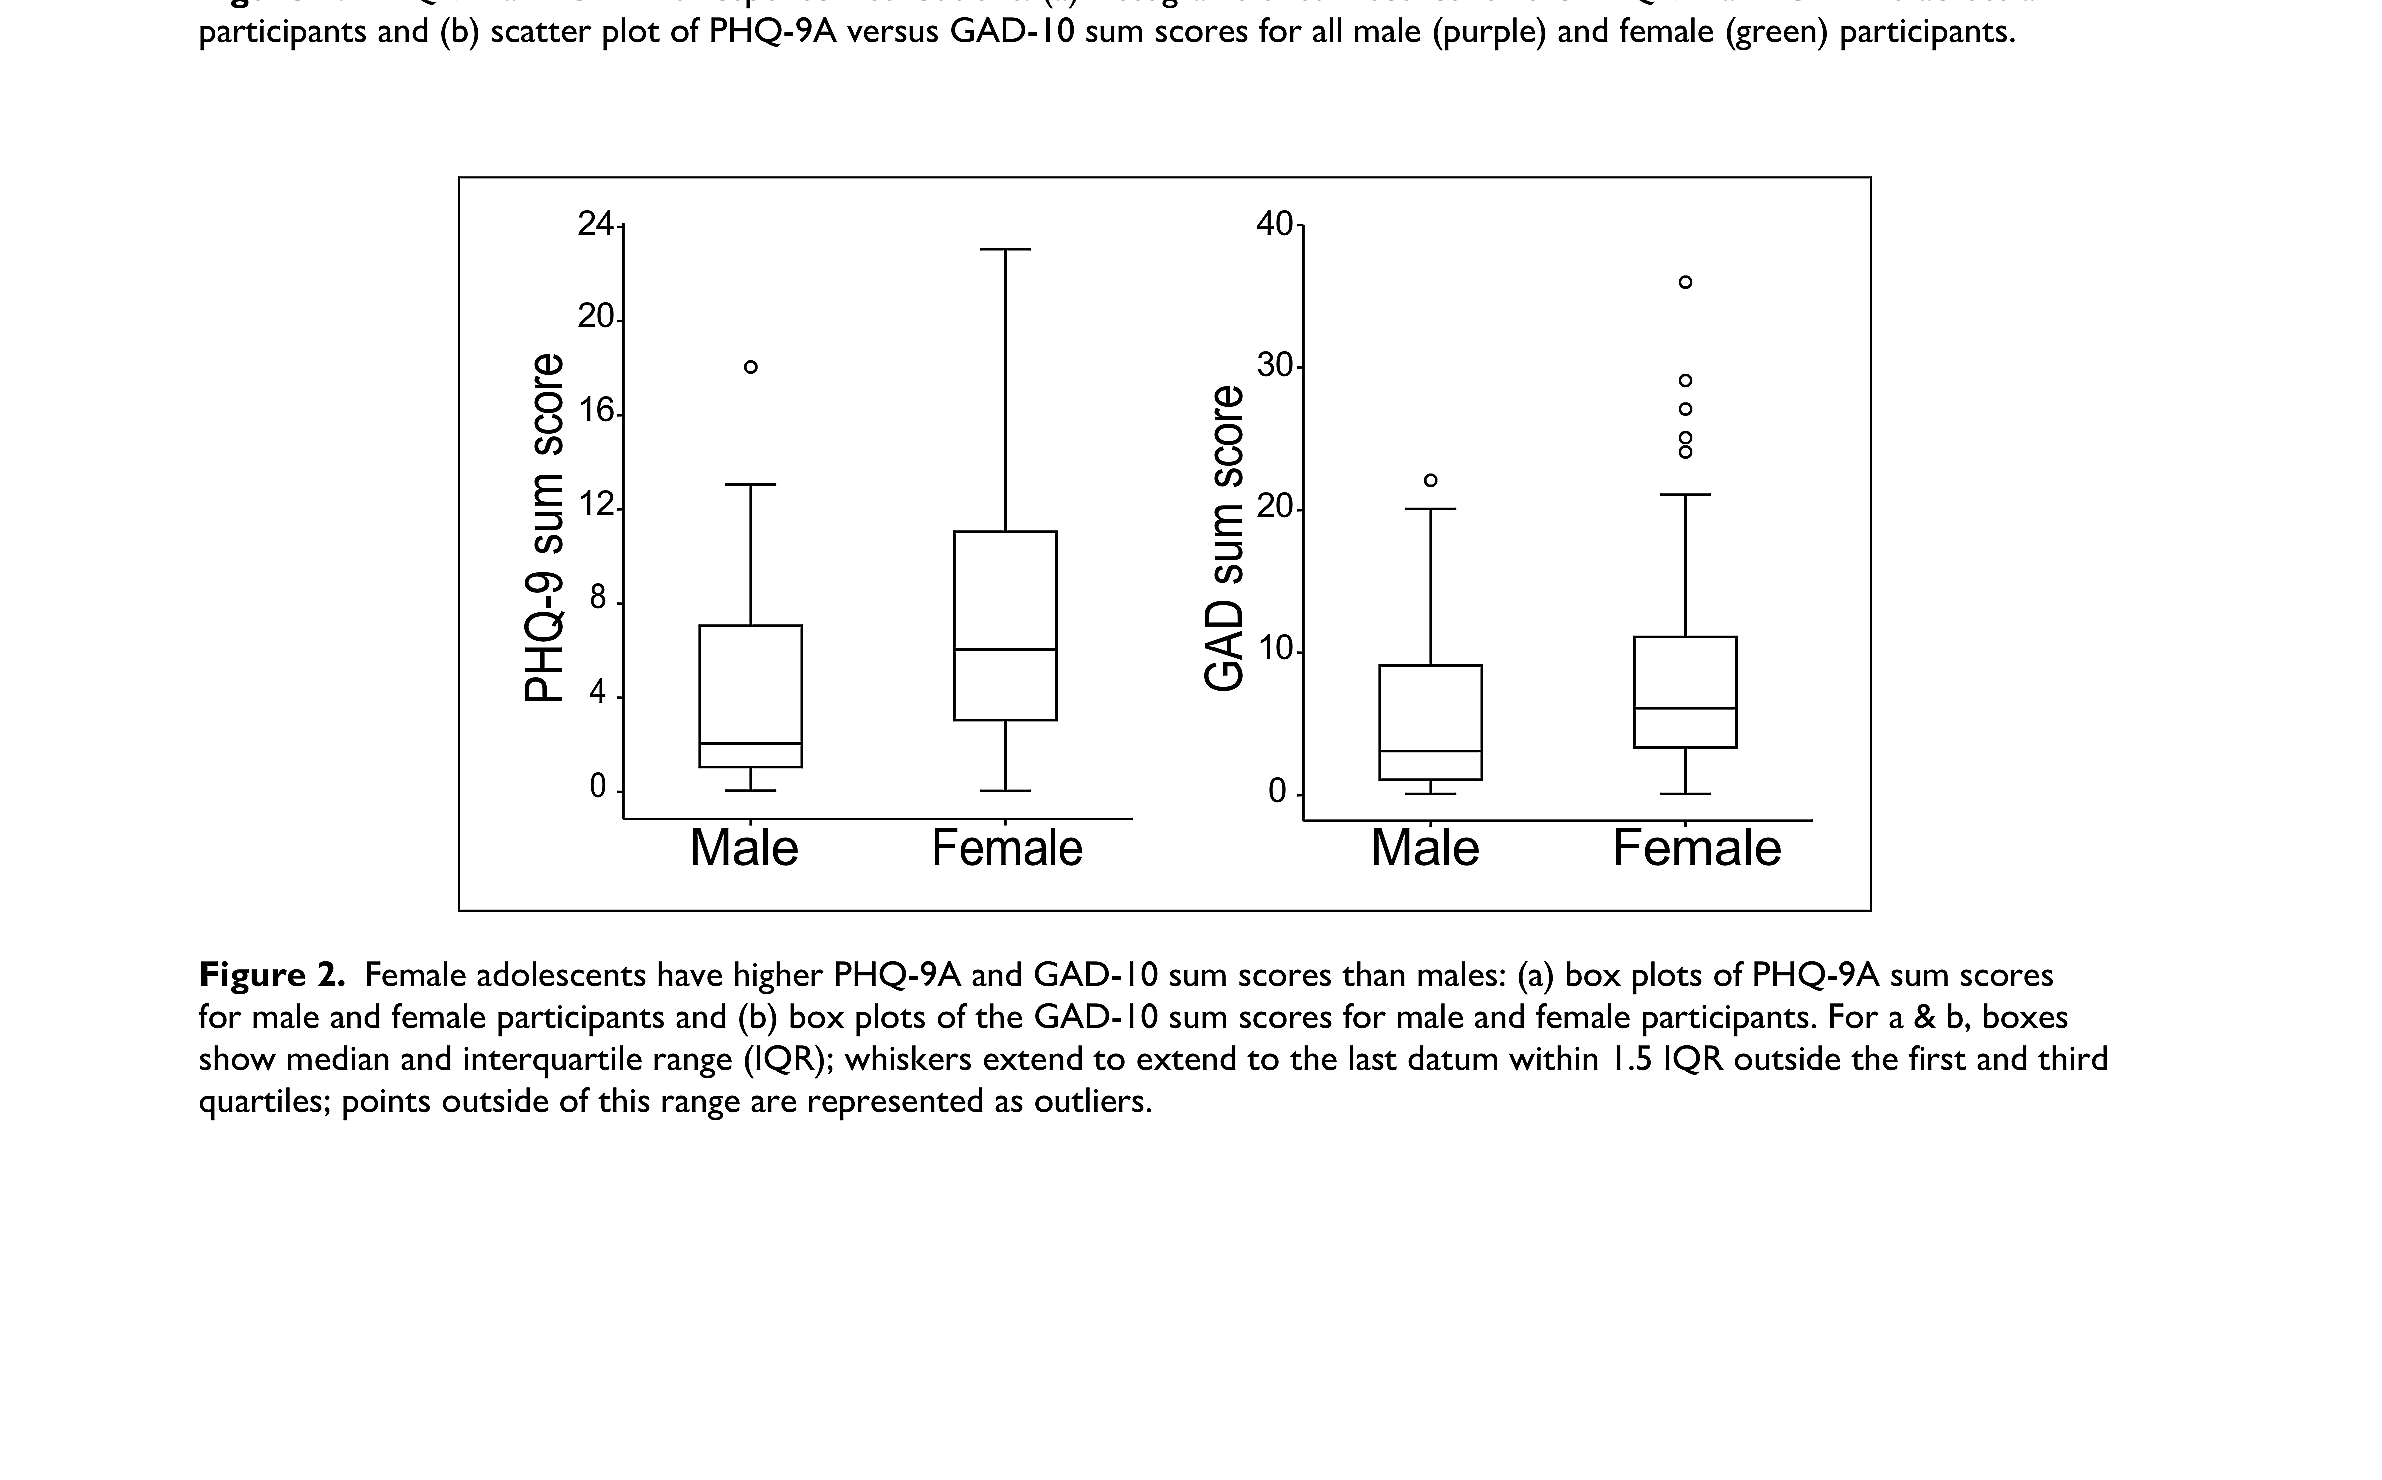 participants and (b) scatter plot of PHQ-9A versus GAD-10 sum scores for all male (purple) and female (green) participants.
PHQ-9 sum score
24
20
16
12
8
4
0
Male Female
GAD sum score
40
30
20
10
0
Male Female
Figure 2. Female adolescents have higher PHQ-9A and GAD-10 sum scores than males: (a) box plots of PHQ-9A sum scores
for male and female participants and (b) box plots of the GAD-10 sum scores for male and female participants. For a & b, boxes
show median and interquartile range (IQR); whiskers extend to extend to the last datum within 1.5 IQR outside the first and third
quartiles; points outside of this range are represented as outliers.